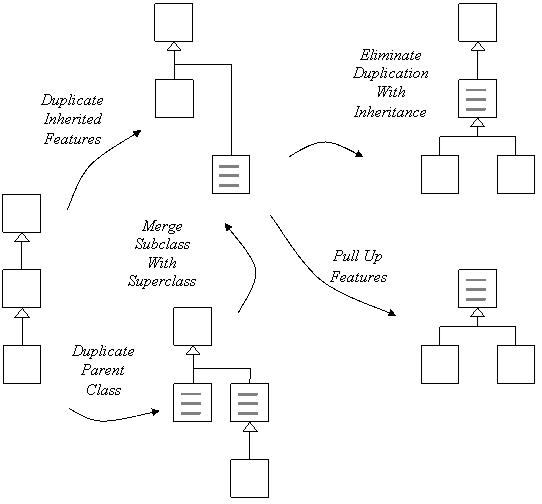 Duplicate
Inherited
Features
Eliminate
Duplication
With
Inheritance
Merge
Subclass
With
Superclass
Pull Up
Features
Duplicate
Parent
Class